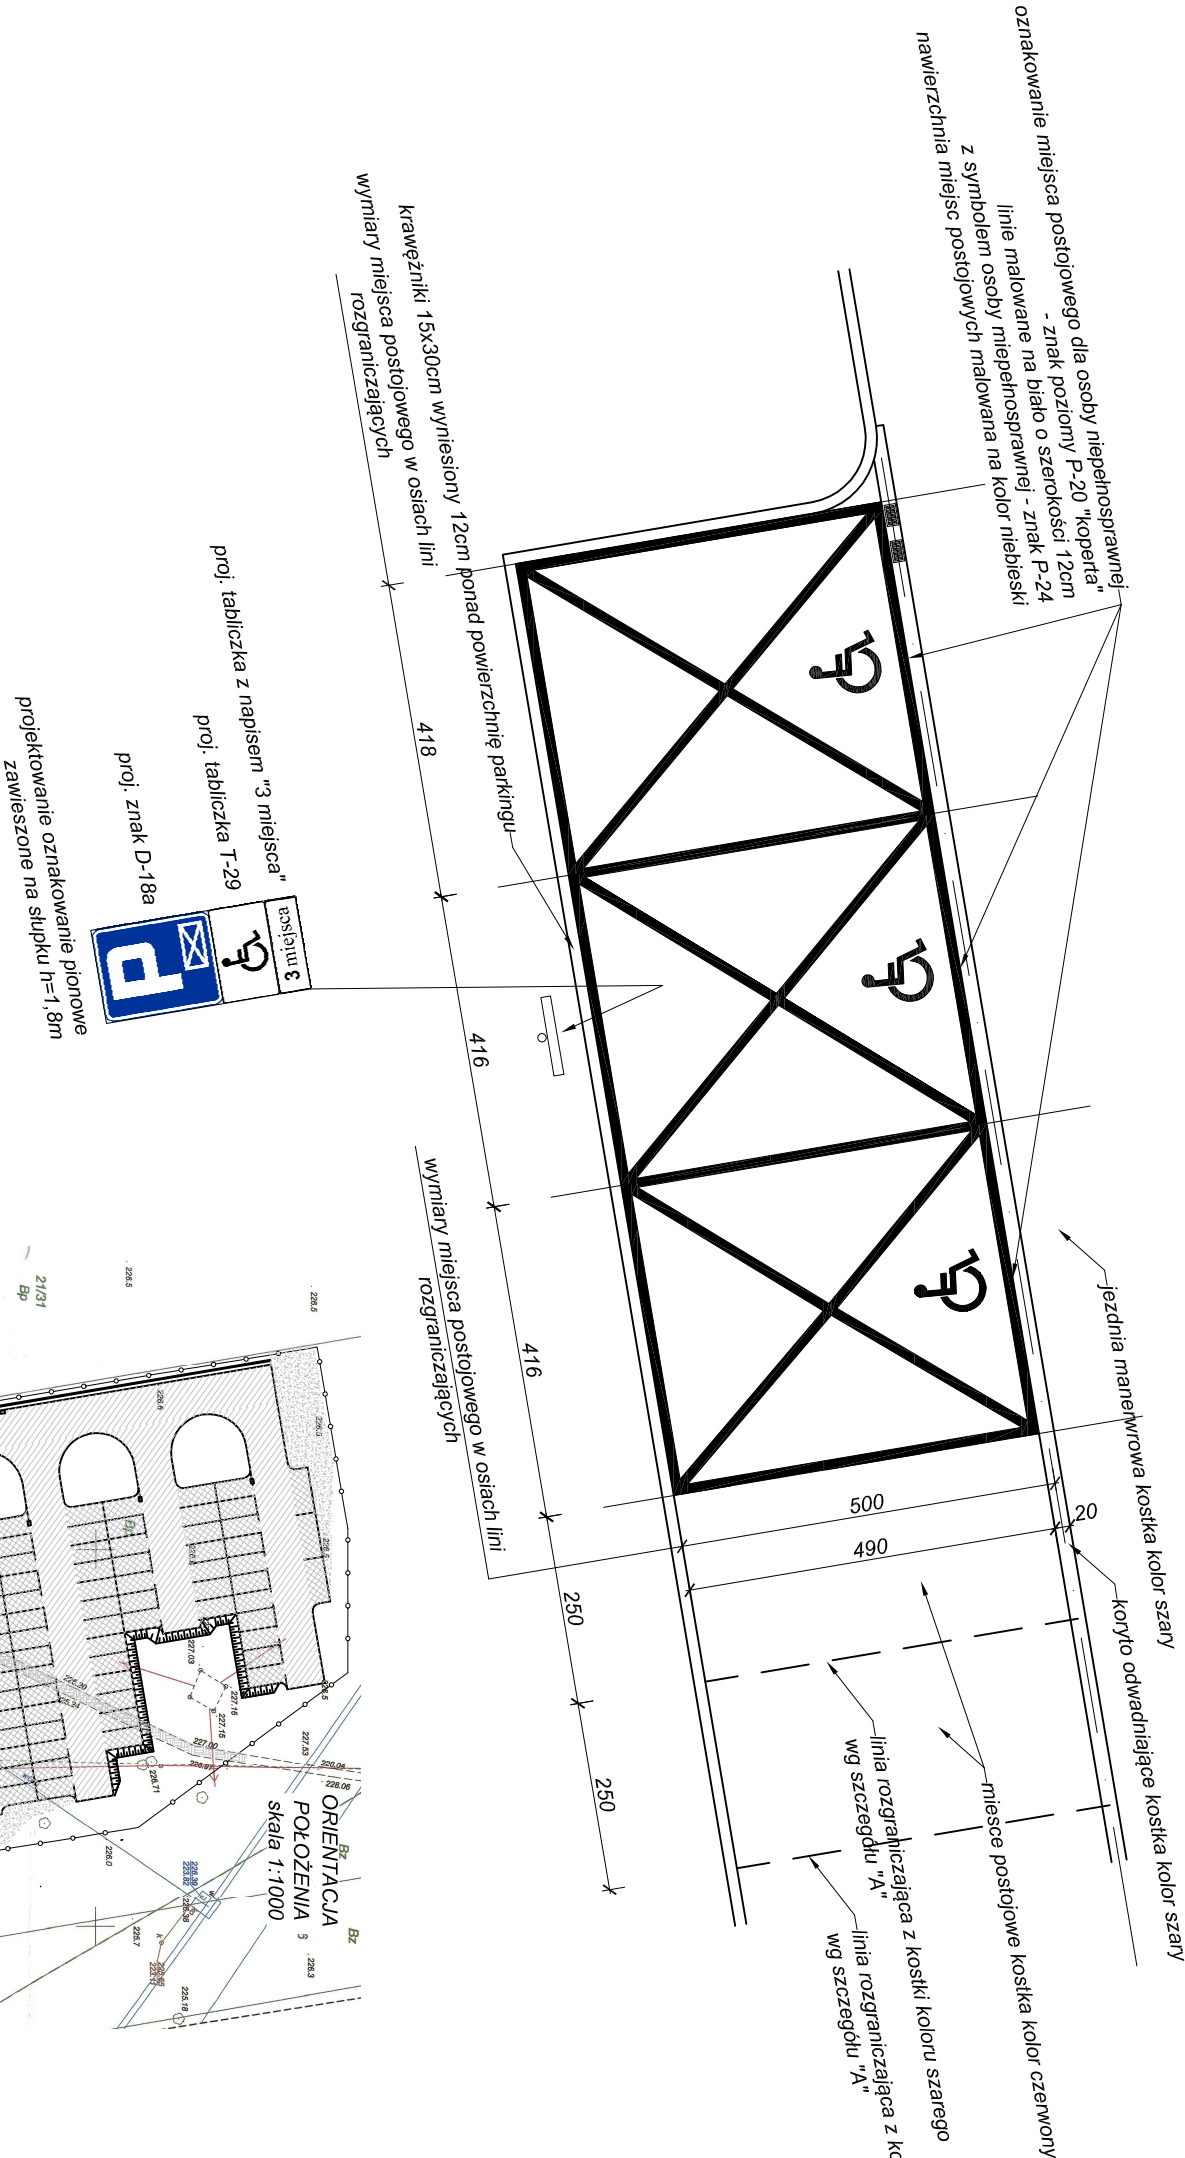 oznakowanie miejsca postojowego dla osoby niepełnosprawnej
- znak poziomy P-20 "koperta"
linie malowane na biało o szerokości 12cm
z symbolem osoby miepełnosprawnej - znak P-24
nawierzchnia miejsc postojowych malowana na kolor niebieski
krawężniki 15x30cm wyniesiony 12cm ponad powierzchnię parkingu
wymiary miejsca postojowego w osiach lini
rozgraniczających
418
416
416
250
250
proj. tabliczka z napisem "3 miejsca"
proj. tabliczka T-29
proj. znak D-18a
projektowanie oznakowanie pionowe
zawieszone na słupku h=1,8m
P
3 miejsca
wymiary miejsca postojowego w osiach lini
rozgraniczających
500
490
20
jezdnia manerwrowa kostka kolor szary
koryto odwadniające kostka kolor szary
miesce postojowe kostka kolor czerwony
linia rozgraniczająca z kostki koloru szarego
wg szczegółu "A"
linia rozgraniczająca z
wg szczegółu "A"
ORIENTACJA
POŁOŻENIA
skala 1:1000
21/31
Bp
226.5
226.5
226.6
227.03
227.16
227.15
227.53
227.00
226.71
228.06
226.0
225.7
226.3
225.18
226.38
Bz
Bz